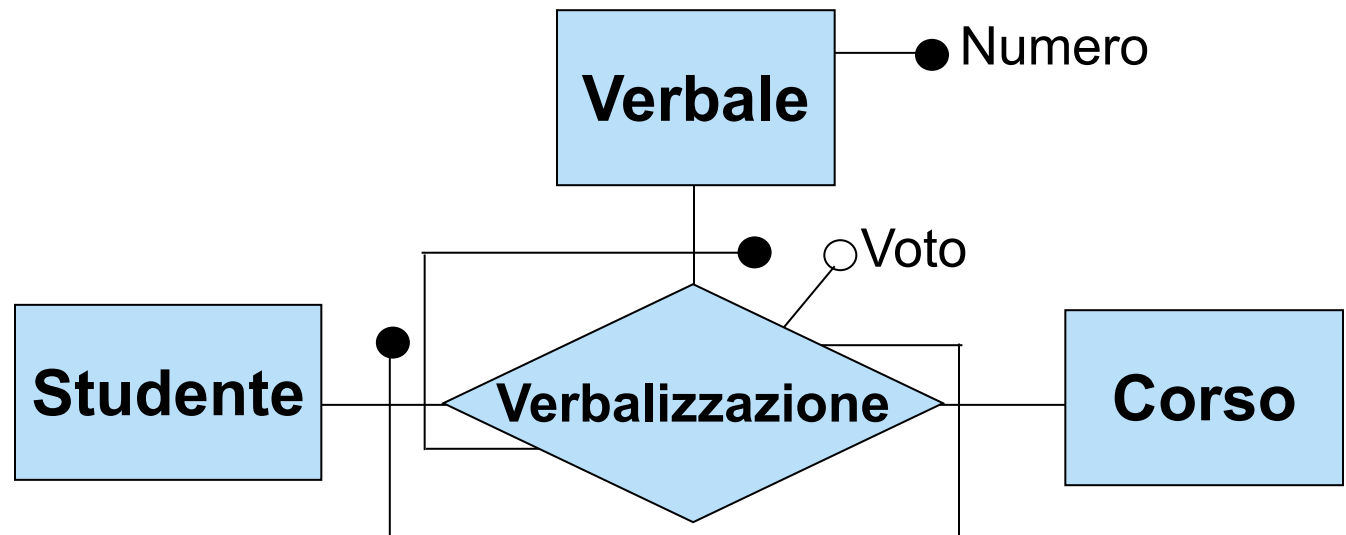 Verbale
Numero
Voto
Studente
Verbalizzazione
Corso